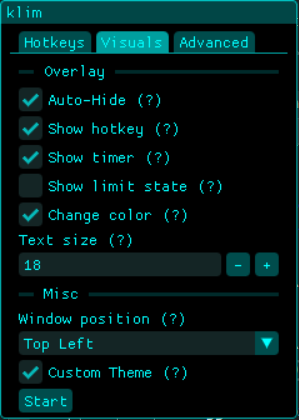 klim
Hotkeys Visuals Advanced
Overlay
Auto-Hide (?)
Show hotkey (?)
Show timer (?)
Show limit state (?)
Change color (?)
Text size (?)
18 - +
Misc
Window position (?)
Top Left
Custom Theme (?)
Start